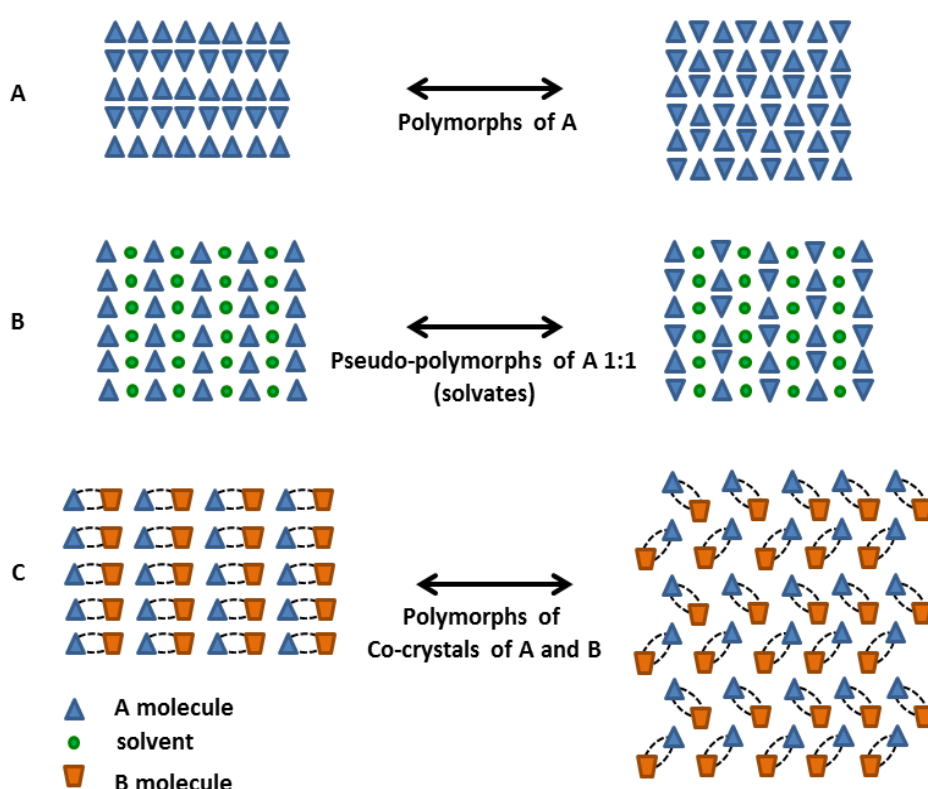 A
Polymorphs of A
B
Pseudo-polymorphs of A 1:1
(solvates)
C
Polymorphs of
Co-crystals of A and B
A molecule
solvent
B molecule